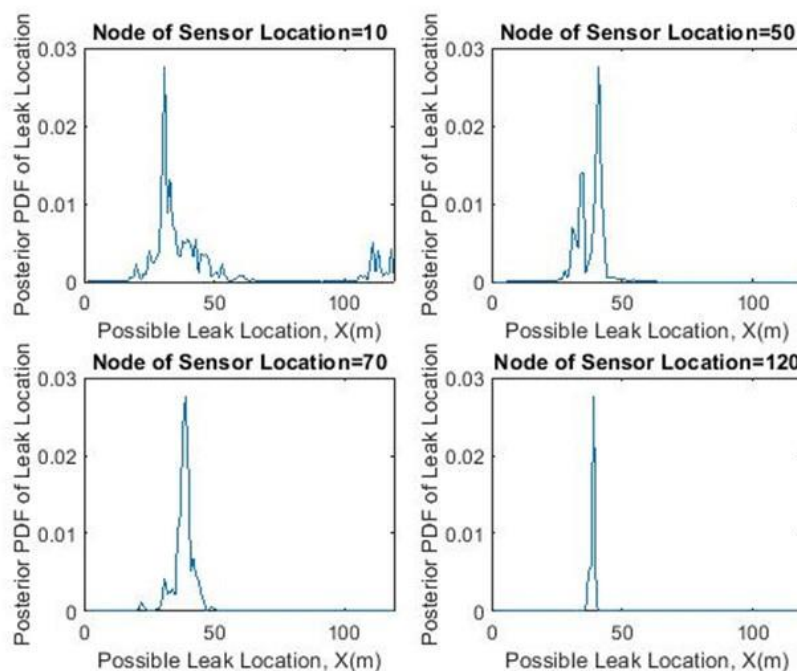 Node of Sensor Location=10
0.03
0.02
0.01
0
Posterior PDF of Leak Location
0 50 100
Possible Leak Location, X(m)
Node of Sensor Location=50
0.03
0.02
0.01
0
Posterior PDF of Leak Location
0 50 100
Possible Leak Location, X(m)
Node of Sensor Location=70
0.03
0.02
0.01
0
Posterior PDF of Leak Location
0 50 100
Possible Leak Location, X(m)
Node of Sensor Location=120
0.03
0.02
0.01
0
Posterior PDF of Leak Location
0 50 100
Possible Leak Location, X(m)